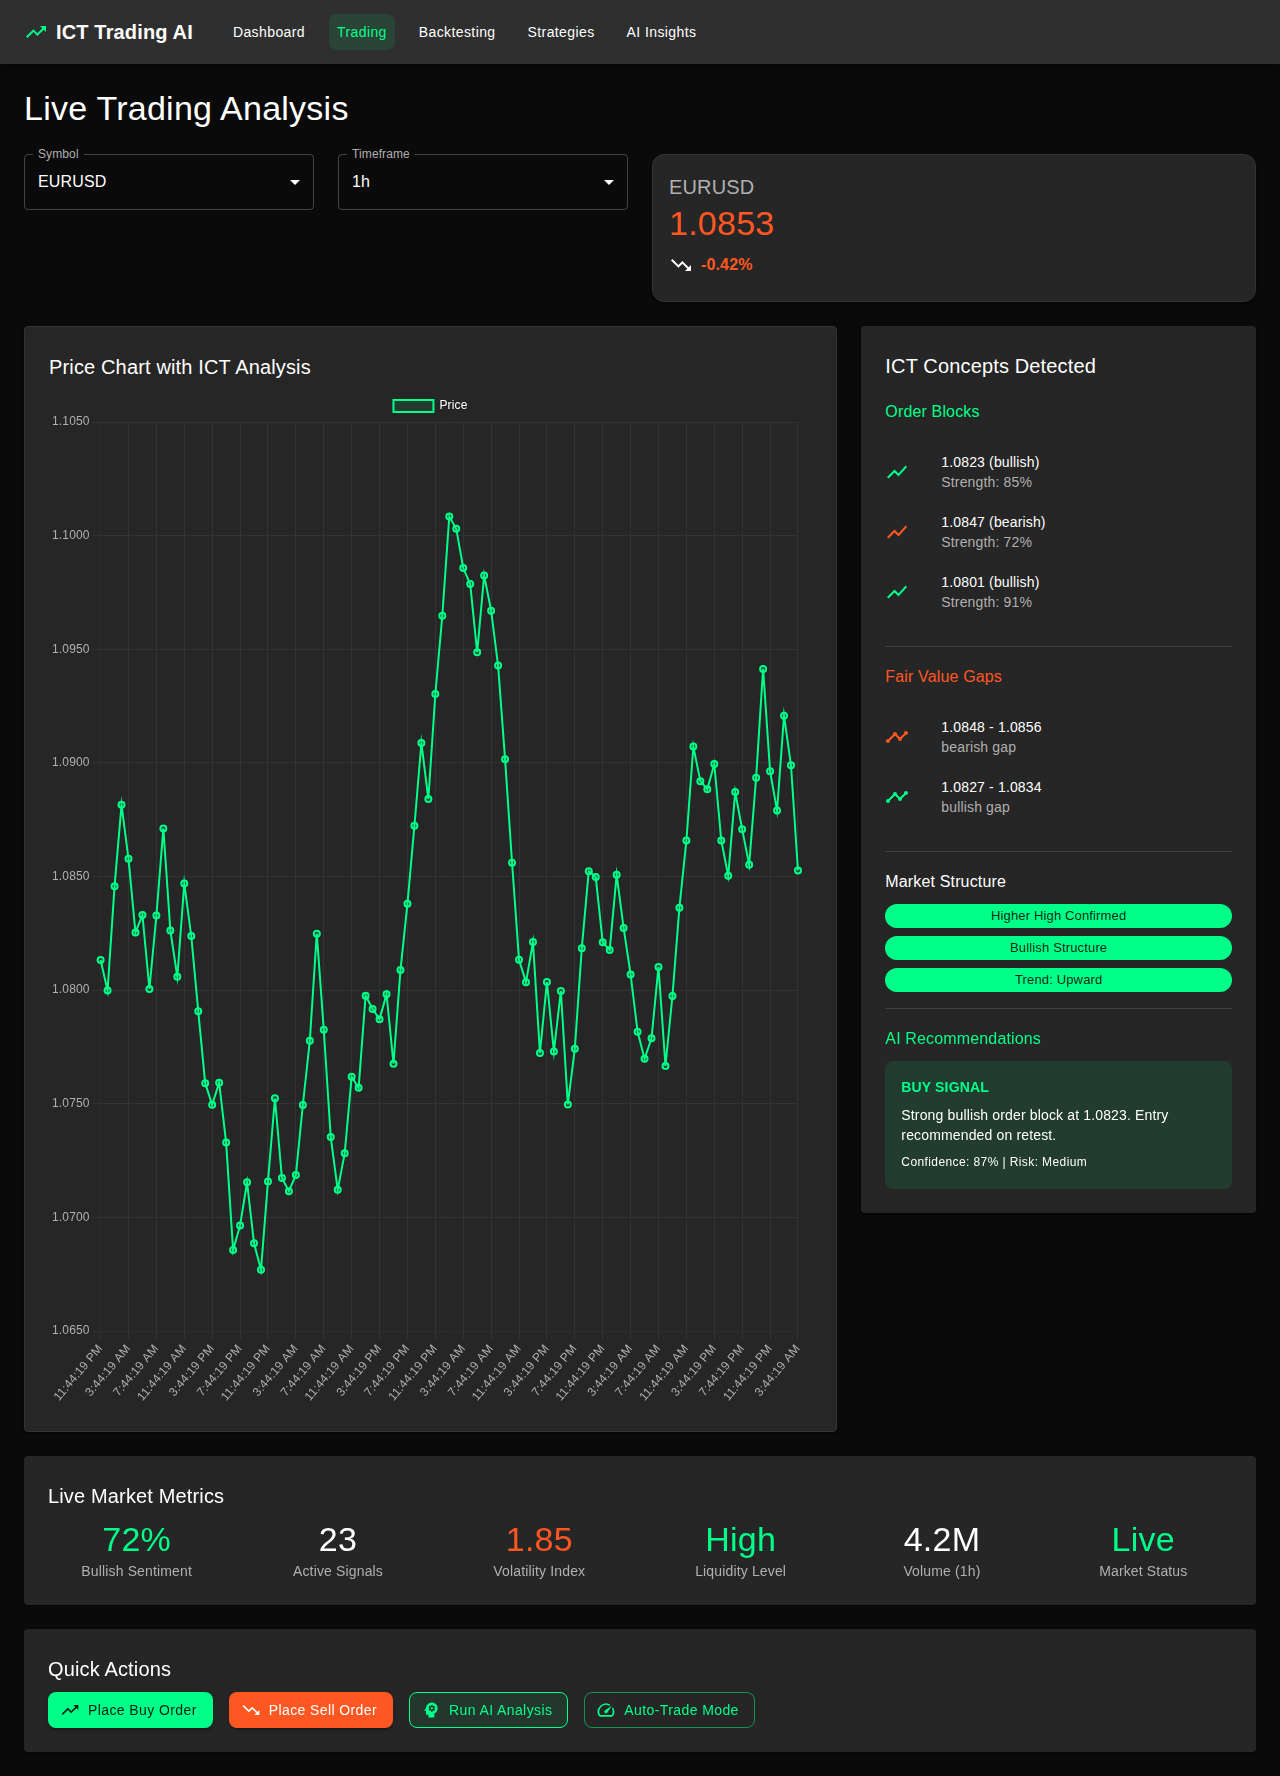 ICT Trading AI
Dashboard
Trading
Backtesting
Strategies
AI Insights
Live Trading Analysis
Symbol
EURUSD
Timeframe
1h
EURUSD
1.0853
-0.42%
Price Chart with ICT Analysis
Price
1.1050
1.1000
1.0950
1.0900
1.0850
1.0800
1.0750
1.0700
1.0650
11:44:19 PM
3:44:19 AM
7:44:19 AM
11:44:19 AM
3:44:19 PM
7:44:19 PM
11:44:19 PM
3:44:19 AM
7:44:19 AM
11:44:19 AM
3:44:19 PM
7:44:19 PM
11:44:19 PM
3:44:19 AM
7:44:19 AM
11:44:19 AM
3:44:19 PM
7:44:19 PM
11:44:19 PM
3:44:19 AM
7:44:19 AM
11:44:19 AM
3:44:19 PM
7:44:19 PM
11:44:19 PM
3:44:19 AM
ICT Concepts Detected
Order Blocks
1.0823 (bullish)
Strength: 85%
1.0847 (bearish)
Strength: 72%
1.0801 (bullish)
Strength: 91%
Fair Value Gaps
1.0848 - 1.0856
bearish gap
1.0827 - 1.0834
bullish gap
Market Structure
Higher High Confirmed
Bullish Structure
Trend: Upward
AI Recommendations
BUY SIGNAL
Strong bullish order block at 1.0823. Entry
recommended on retest.
Confidence: 87% | Risk: Medium
Live Market Metrics
72%
Bullish Sentiment
23
Active Signals
1.85
Volatility Index
High
Liquidity Level
4.2M
Volume (1h)
Live
Market Status
Quick Actions
Place Buy Order
Place Sell Order
Run AI Analysis
Auto-Trade Mode